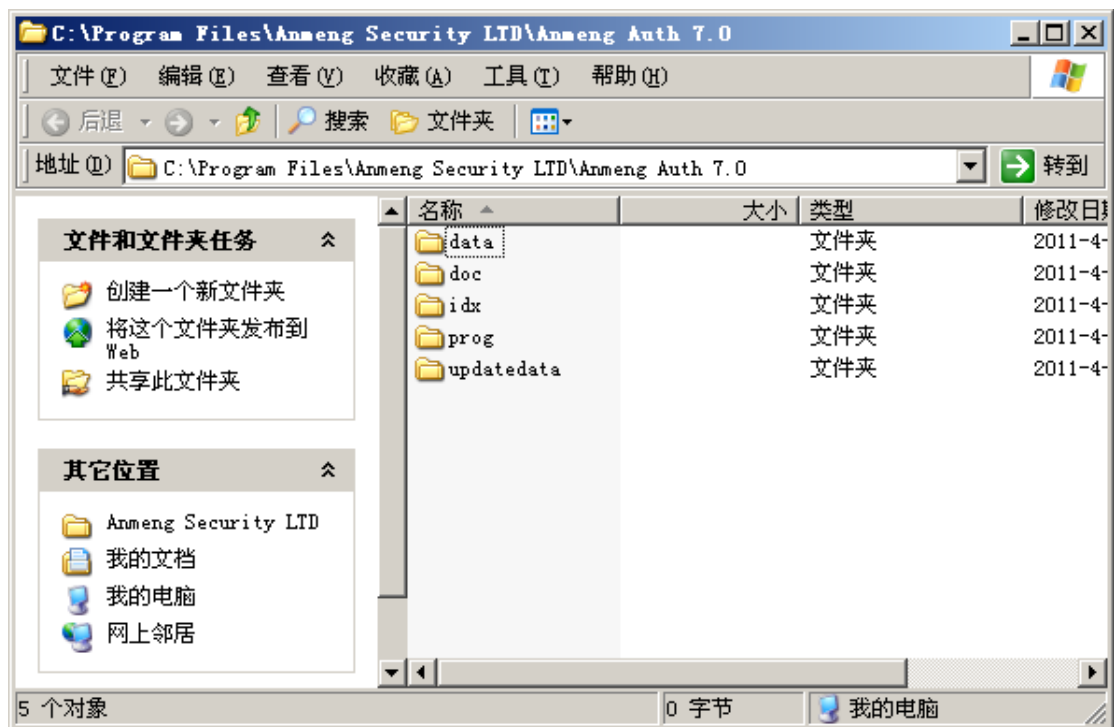 C:\Program Files\Anmeng Security LTD\Anmeng Auth 7.0
文件(F) 编辑(E) 查看(V) 收藏(A) 工具(T) 帮助(H)
后退 搜索 文件夹
地址(D) C:\Program Files\Anmeng Security LTD\Anmeng Auth 7.0 转到
名称 大小 类型 修改日期
文件和文件夹任务
创建一个新文件夹
将这个文件夹发布到
Web
共享此文件夹
其它位置
Anmeng Security LTD
我的文档
我的电脑
网上邻居
data 文件夹 2011-4-
doc 文件夹 2011-4-
idx 文件夹 2011-4-
prog 文件夹 2011-4-
updatedata 文件夹 2011-4-
5 个对象 0 字节 我的电脑